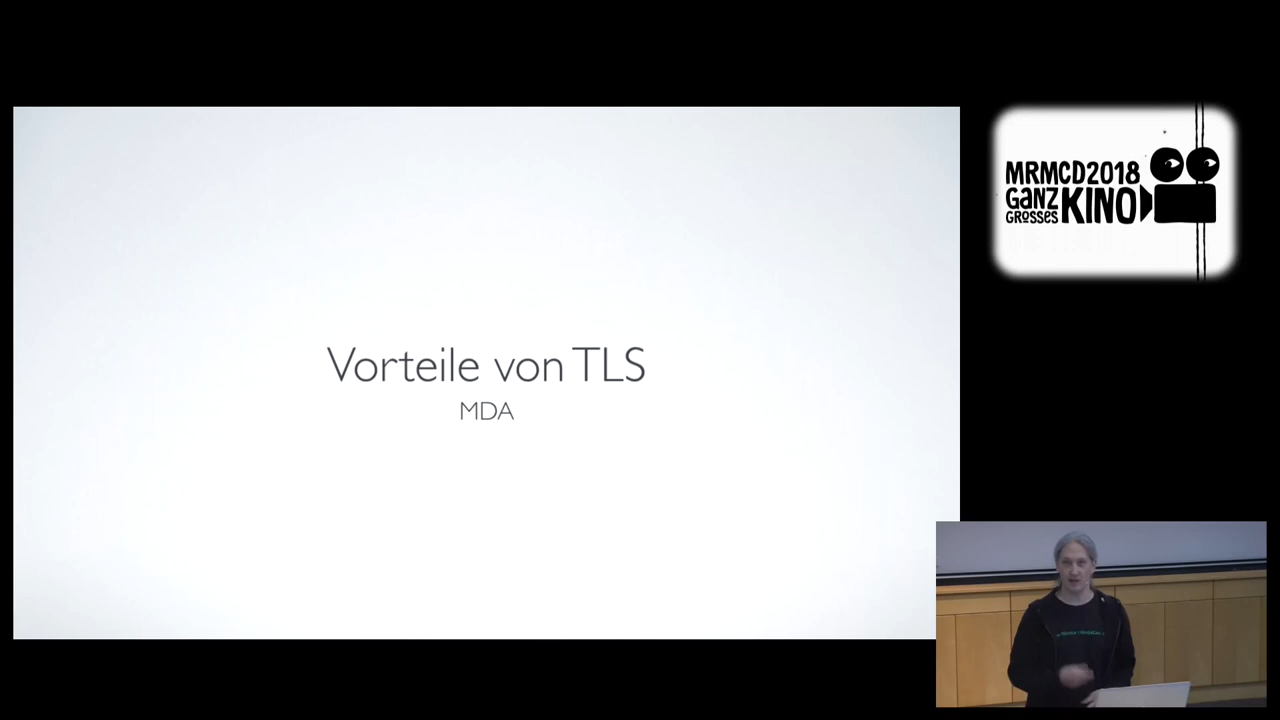 Vorteile von TLS
MDA
MRMCD2018
GANZ
GROSSES
KINO